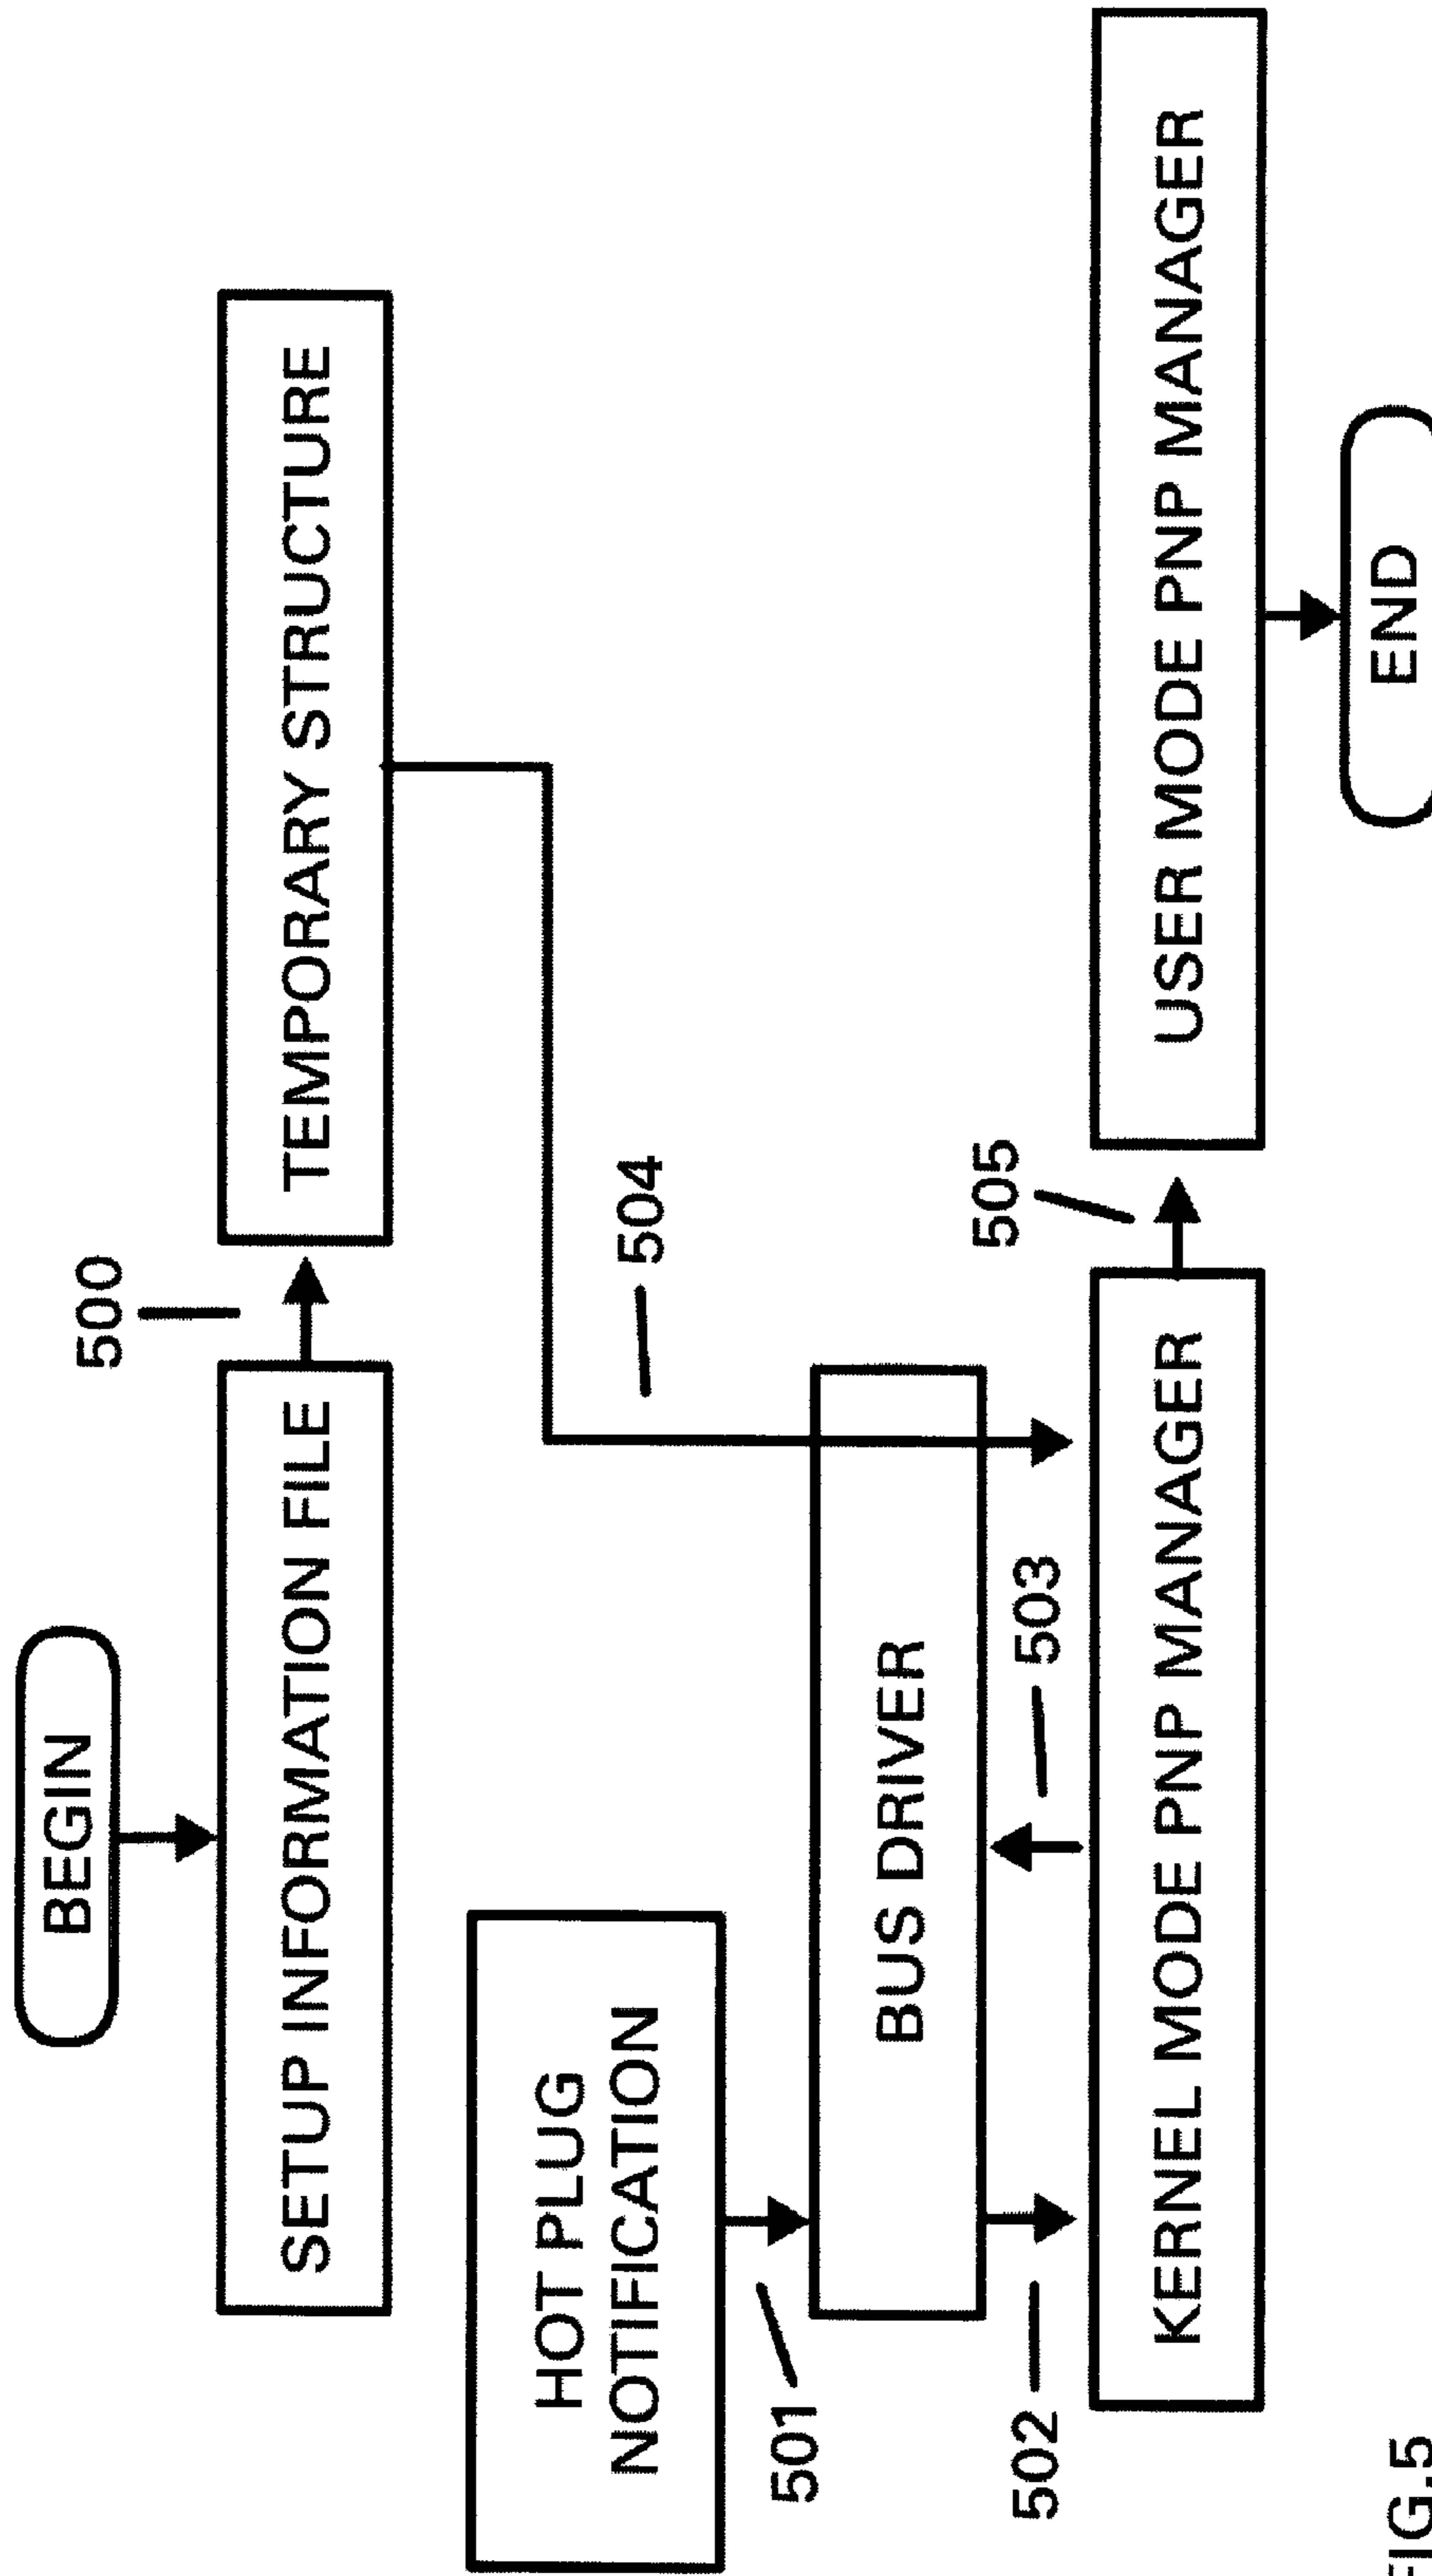 BEGIN
500
SETUP INFORMATION FILE
TEMPORARY STRUCTURE
HOT PLUG
NOTIFICATION
504
501
BUS DRIVER
502
503
505
KERNEL MODE PNP MANAGER
USER MODE PNP MANAGER
END
FIG.5